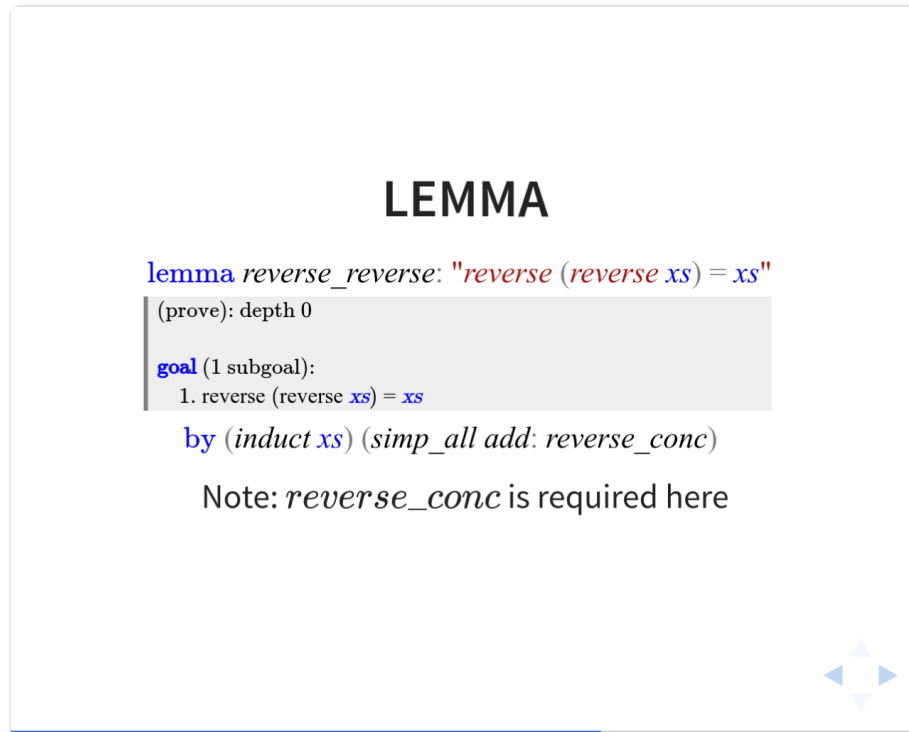 LEMMA
lemma reverse_reverse: "reverse (reverse xs) = xs"
(prove): depth 0
goal (1 subgoal):
1. reverse (reverse xs) = xs
by (induct xs) (simp_all add: reverse_conc)
Note: reverse_conc is required here